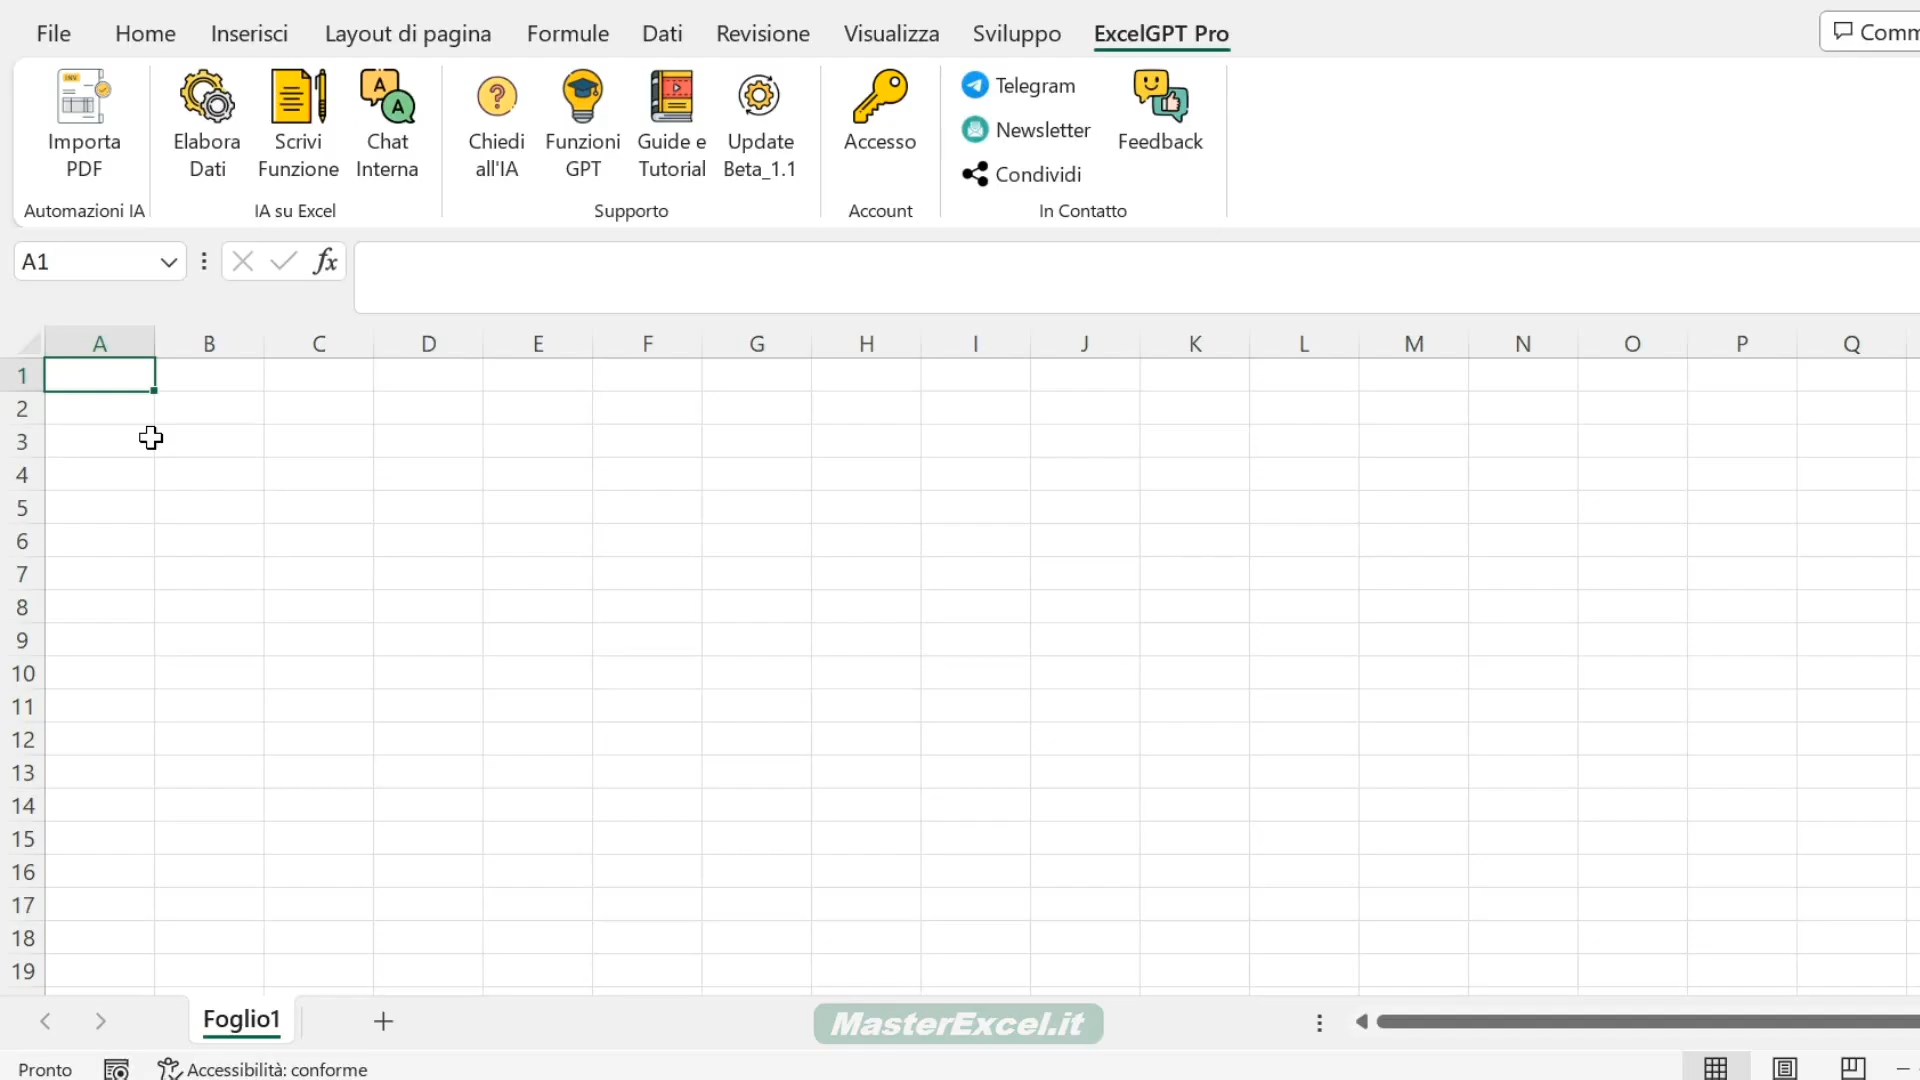 File Home Inserisci Layout di pagina Formule Dati Revisione Visualizza Sviluppo ExcelGPT Pro
INV
Importa PDF
Elabora Dati
Scrivi Funzione
A
A
Chat Interna
?
Chiedi all'IA
Funzioni GPT
Guide e Tutorial
Update Beta_1.1
Accesso
Telegram
Newsletter
Condividi
Feedback
Automazioni IA IA su Excel Supporto Account In Contatto
A1 fx
A B C D E F G H I J K L M N O P Q
1
2
3
4
5
6
7
8
9
10
11
12
13
14
15
16
17
18
19
Foglio1 MasterExcel.it
Pronto Accessibilità: conforme